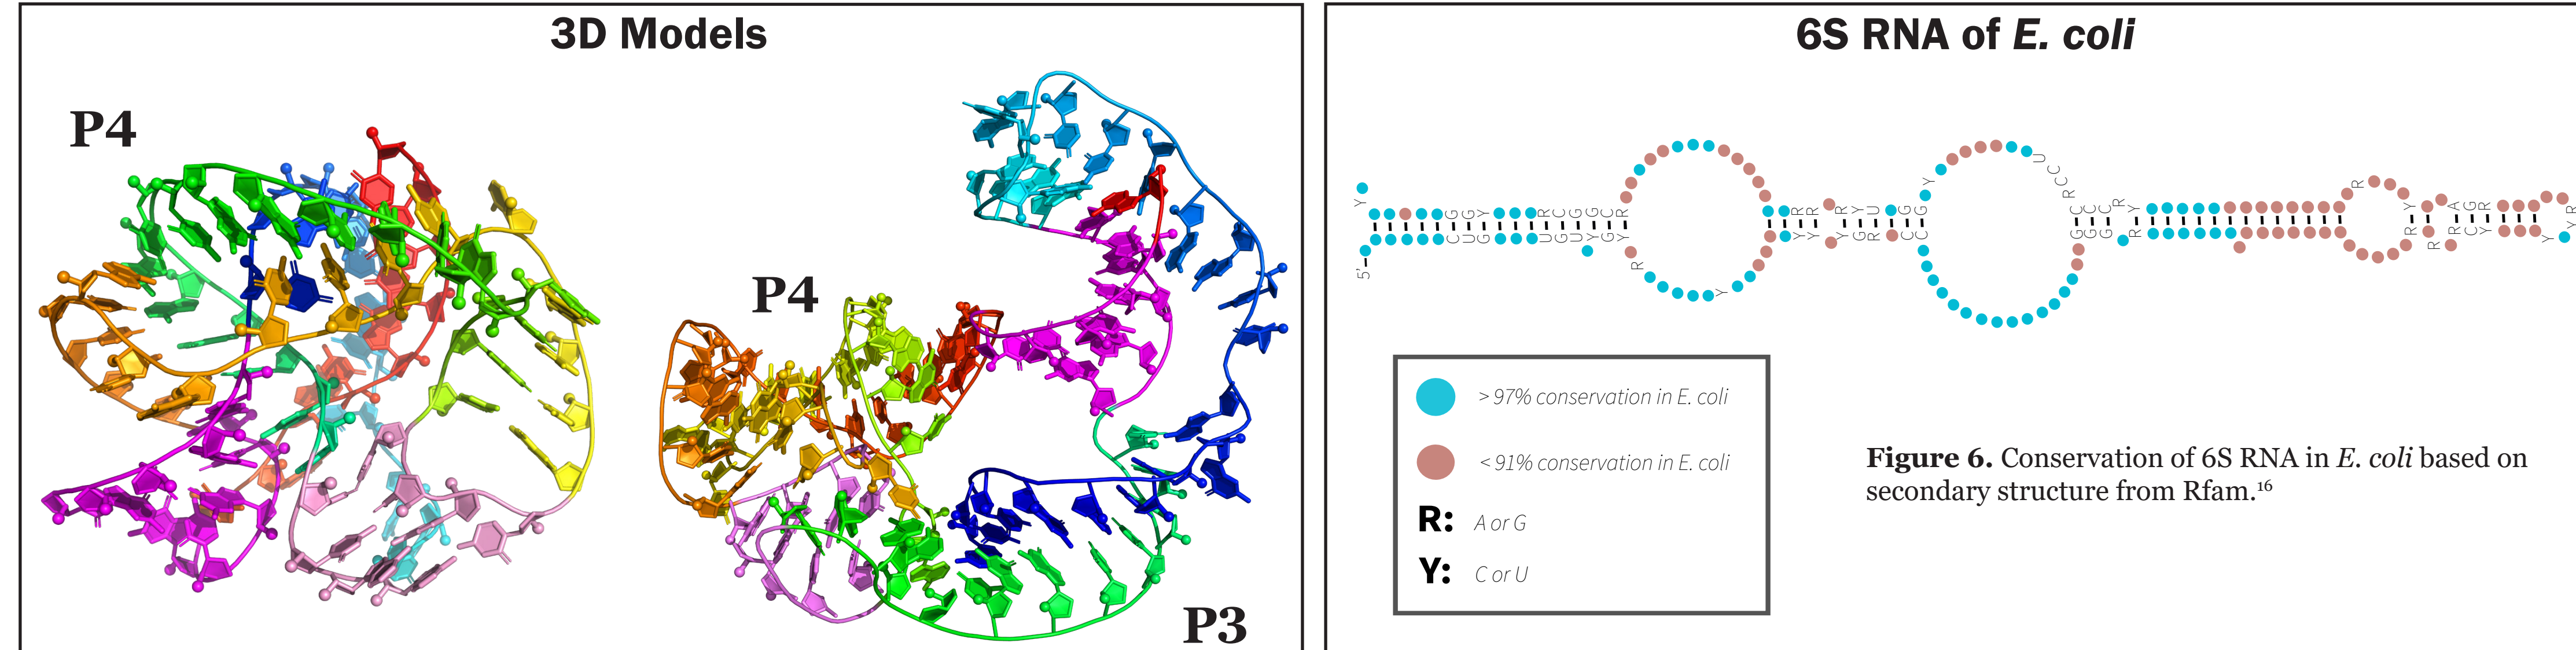 3D Models
P4
P4
P3
6S RNA of E. coli
5'
> 97% conservation in E. coli
< 91% conservation in E. coli
R: A or G
Y: C or U
Figure 6. Conservation of 6S RNA in E. coli based on
secondary structure from Rfam.¹⁶